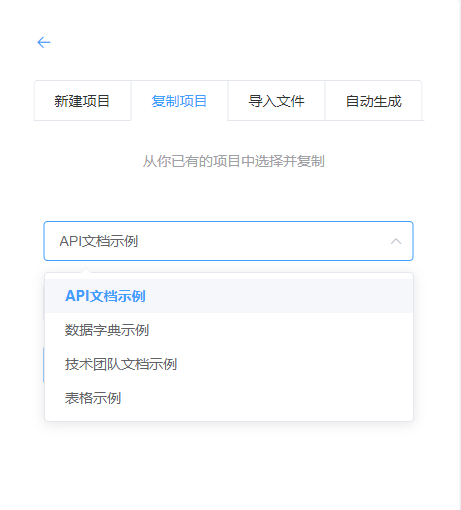 新建项目 复制项目 导入文件 自动生成
从你已有的项目中选择并复制
API文档示例
API文档示例
数据字典示例
技术团队文档示例
表格示例